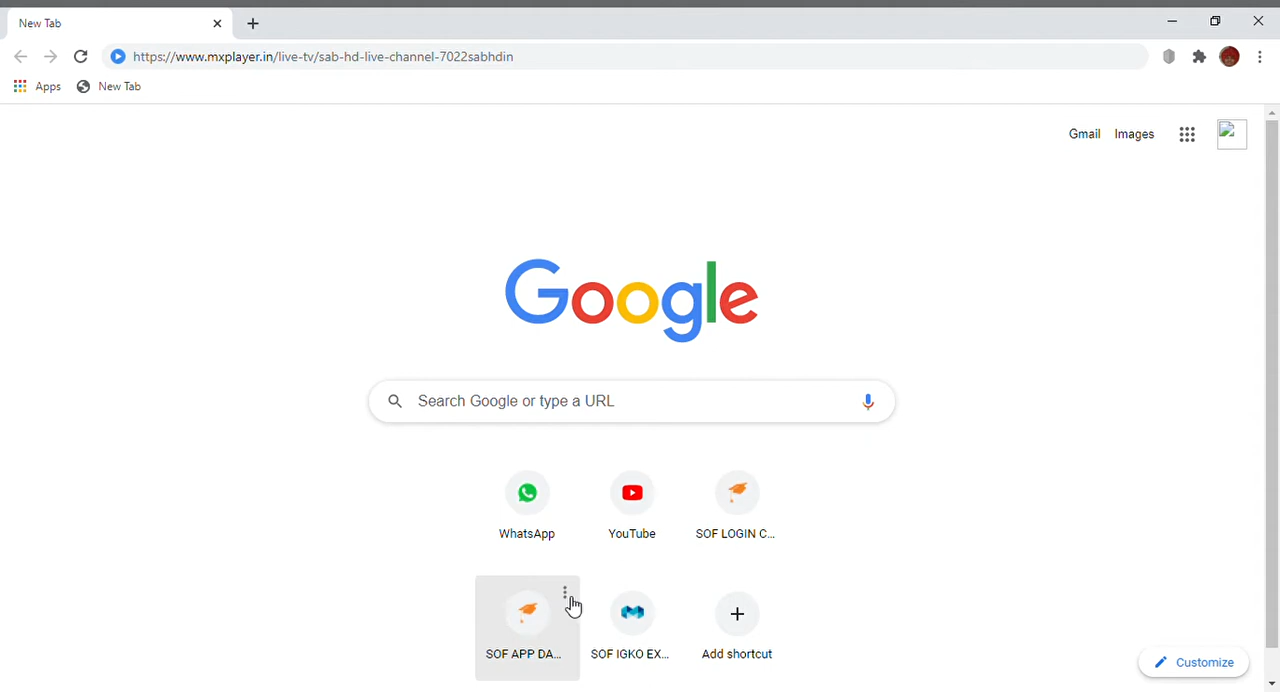 New Tab
https://www.mxplayer.in/live-tv/sab-hd-live-channel-7022sabhdin
Apps New Tab
Gmail Images
Google
Search Google or type a URL
WhatsApp YouTube SOF LOGIN C...
SOF APP DA... SOF IGKO EX... Add shortcut
Customize